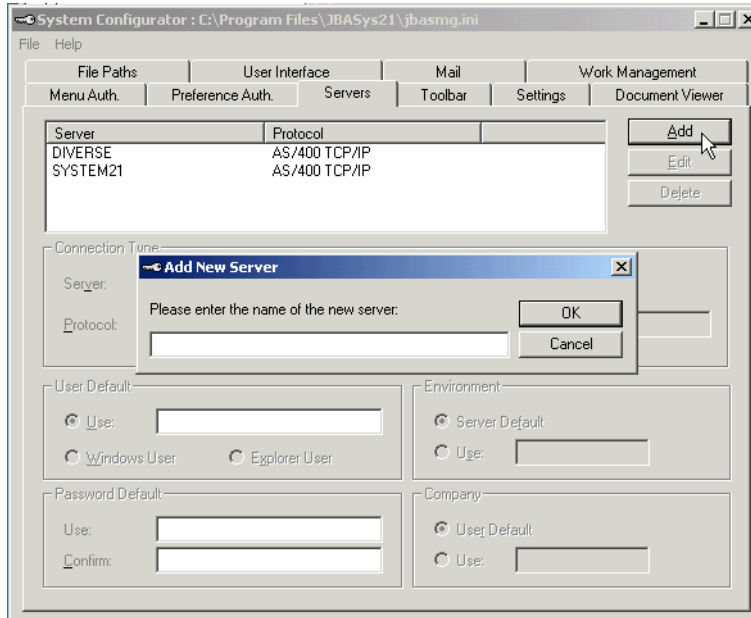 System Configurator : C:\Program Files\JBASys21\jbasmg.ini
File Help
File Paths User Interface Mail Work Management
Menu Auth. Preference Auth. Servers Toolbar Settings Document Viewer
Server Protocol
DIVERSE AS/400 TCP/IP
SYSTEM21 AS/400 TCP/IP
Add
Edit
Delete
Connection Type
Server:
Protocol:
Add New Server
Please enter the name of the new server:
OK
Cancel
User Default
Use:
Windows User Explorer User
Environment
Server Default
Use:
Password Default
Use:
Confirm:
Company
User Default
Use: